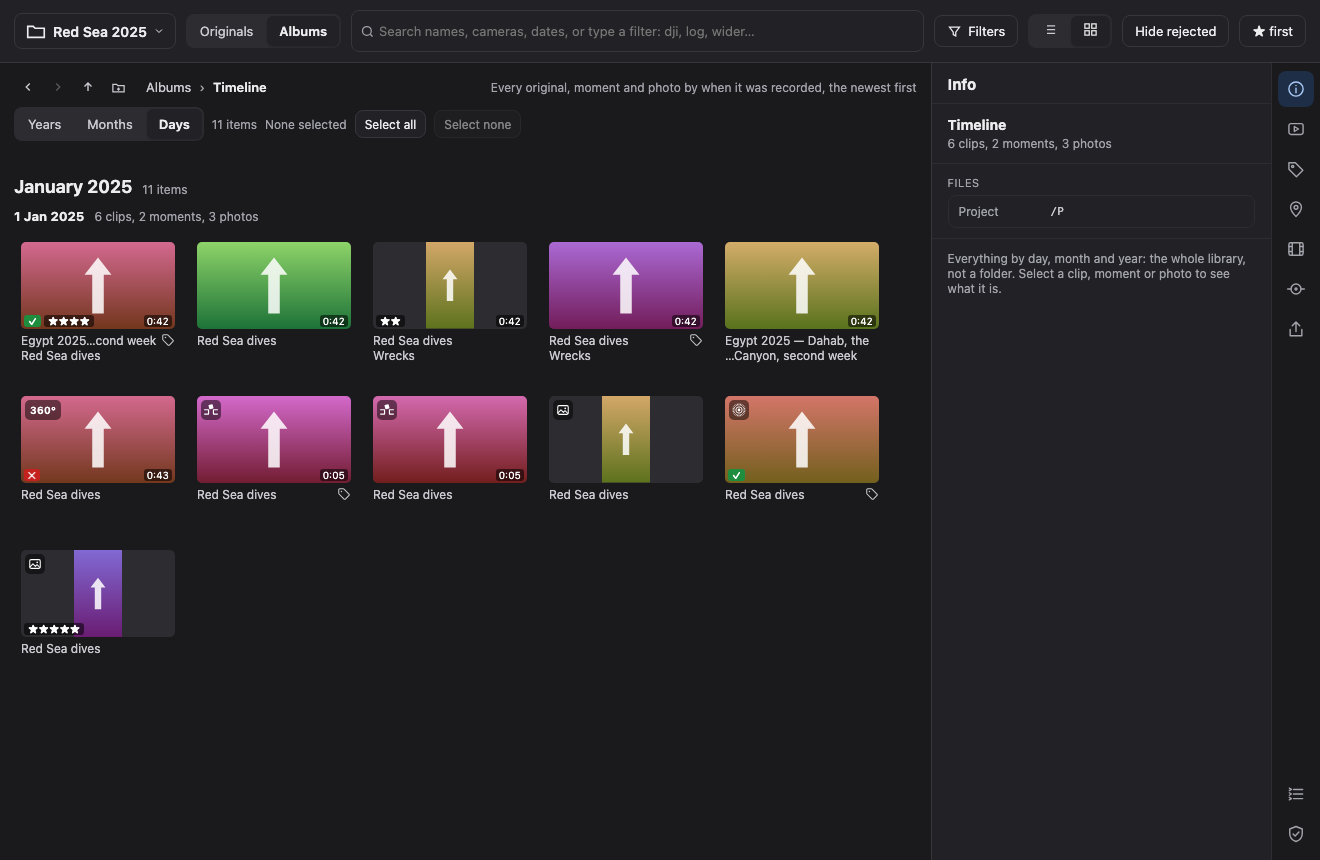 Red Sea 2025
Originals
Albums
Search names, cameras, dates, or type a filter: dji, log, wider...
Filters
Hide rejected
first
Albums › Timeline
Every original, moment and photo by when it was recorded, the newest first
Years
Months
Days
11 items
None selected
Select all
Select none
January 2025
11 items
1 Jan 2025
6 clips, 2 moments, 3 photos
0:42
0:42
0:42
0:42
0:42
Egypt 2025...cond week
Red Sea dives
Red Sea dives
Red Sea dives
Wrecks
Red Sea dives
Wrecks
Egypt 2025 — Dahab, the
...Canyon, second week
360°
0:43
0:05
0:05
Red Sea dives
Red Sea dives
Red Sea dives
Red Sea dives
Red Sea dives
Red Sea dives
Info
Timeline
6 clips, 2 moments, 3 photos
FILES
Project
/P
Everything by day, month and year: the whole library,
not a folder. Select a clip, moment or photo to see
what it is.